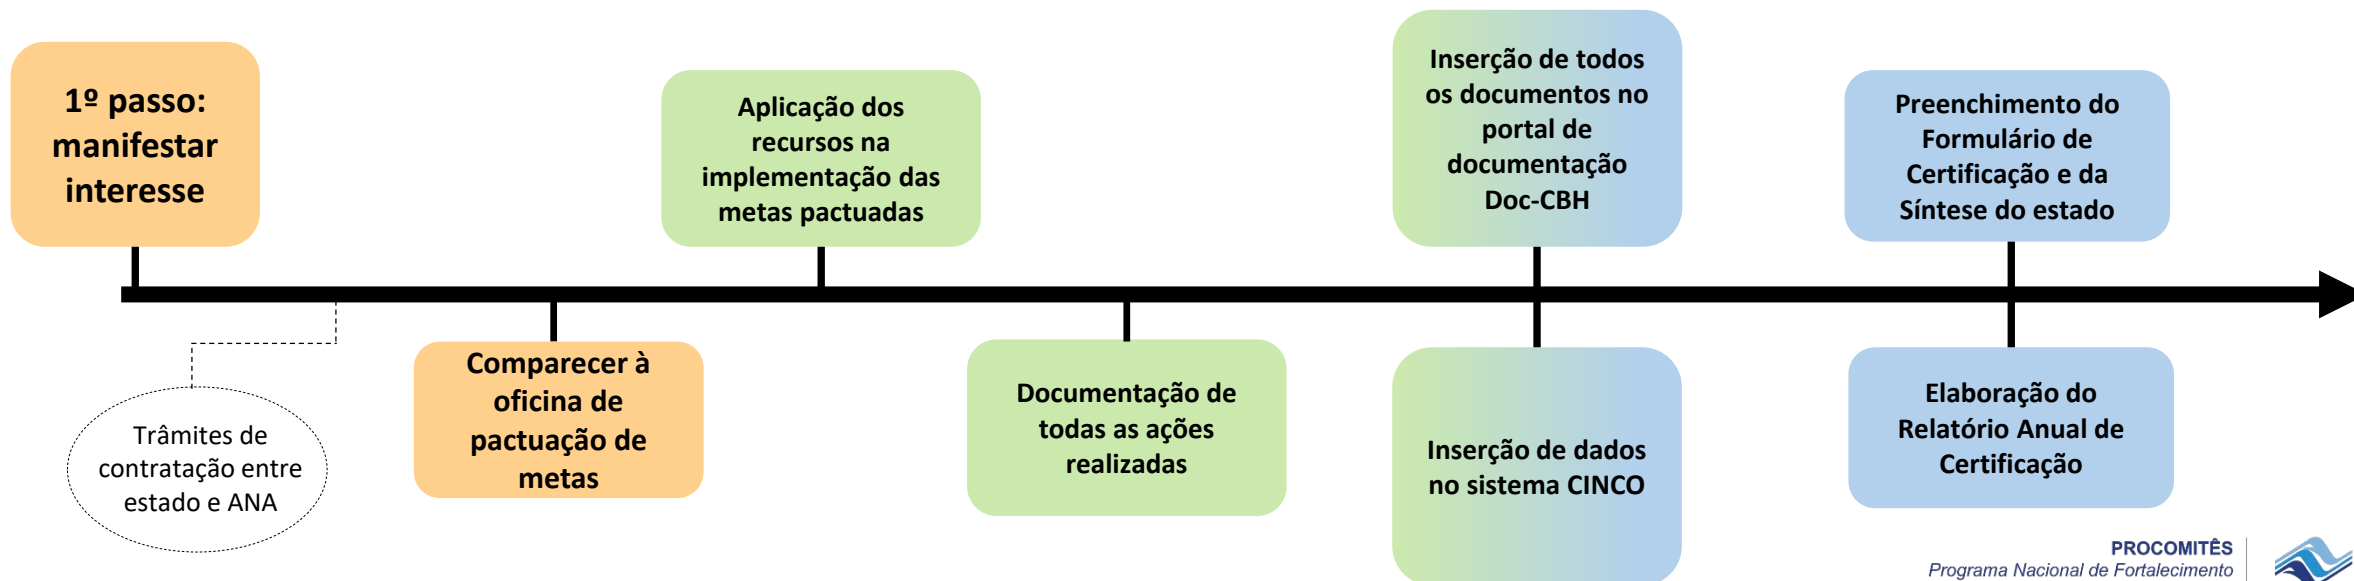 1º passo:
manifestar
interesse
Trâmites de
contratação entre
estado e ANA
Comparecer à
oficina de
pactuação de
metas
Aplicação dos
recursos na
implementação das
metas pactuadas
Documentação de
todas as ações
realizadas
Inserção de todos
os documentos no
portal de
documentação
Doc-CBH
Inserção de dados
no sistema CINCO
Preenchimento do
Formulário de
Certificação e da
Síntese do estado
Elaboração do
Relatório Anual de
Certificação
PROCOMITÊS
Programa Nacional de Fortalecimento